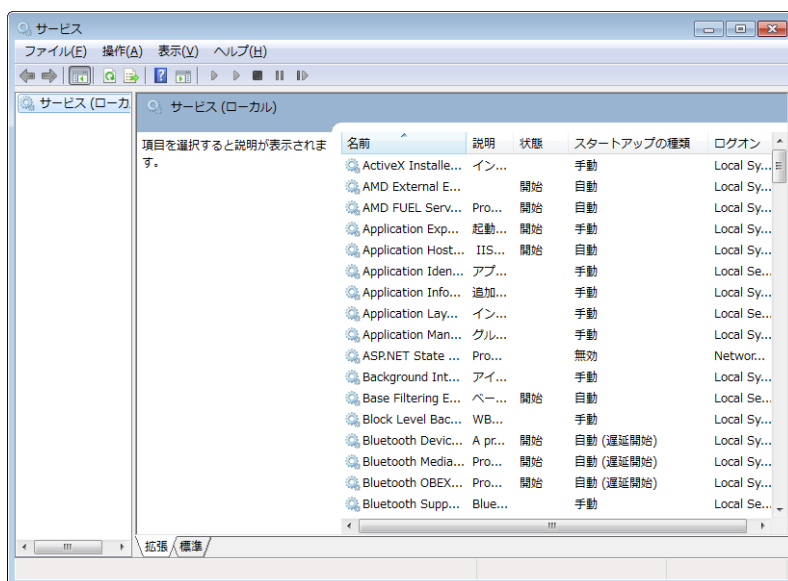 サービス
ファイル(F) 操作(A) 表示(V) ヘルプ(H)
サービス (ローカ
サービス (ローカル)
項目を選択すると説明が表示されま
す。
名前 説明 状態 スタートアップの種類 ログオン
ActiveX Installe... イン... 手動 Local Sy...
AMD External E... 開始 自動 Local Sy...
AMD FUEL Serv... Pro... 開始 自動 Local Sy...
Application Exp... 起動... 開始 手動 Local Sy...
Application Host... IIS... 開始 自動 Local Sy...
Application Iden... アプ... 手動 Local Se...
Application Info... 追加... 手動 Local Sy...
Application Lay... イン... 手動 Local Se...
Application Man... グル... 手動 Local Sy...
ASP.NET State ... Pro... 無効 Networ...
Background Int... アイ... 手動 Local Sy...
Base Filtering E... ベー... 開始 自動 Local Se...
Block Level Bac... WB... 手動 Local Sy...
Bluetooth Devic... A pr... 開始 自動 (遅延開始) Local Sy...
Bluetooth Media... Pro... 開始 自動 (遅延開始) Local Sy...
Bluetooth OBEX... Pro... 開始 自動 (遅延開始) Local Sy...
Bluetooth Supp... Blue... 手動 Local Se...
拡張 標準